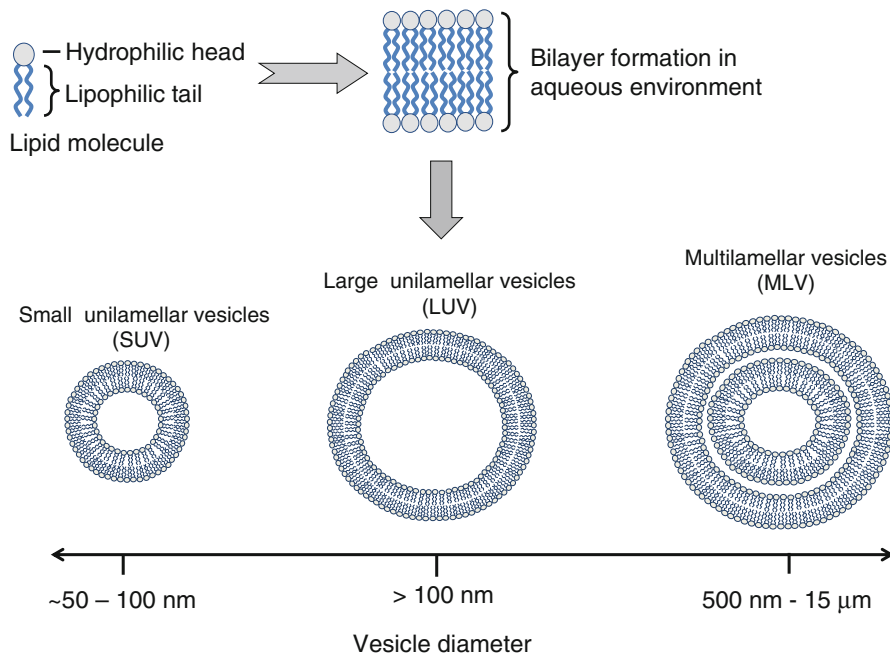 Hydrophilic head
Lipophilic tail
Lipid molecule
Bilayer formation in
aqueous environment
Small unilamellar vesicles
(SUV)
Large unilamellar vesicles
(LUV)
Multilamellar vesicles
(MLV)
~50 – 100 nm
> 100 nm
500 nm - 15 μm
Vesicle diameter